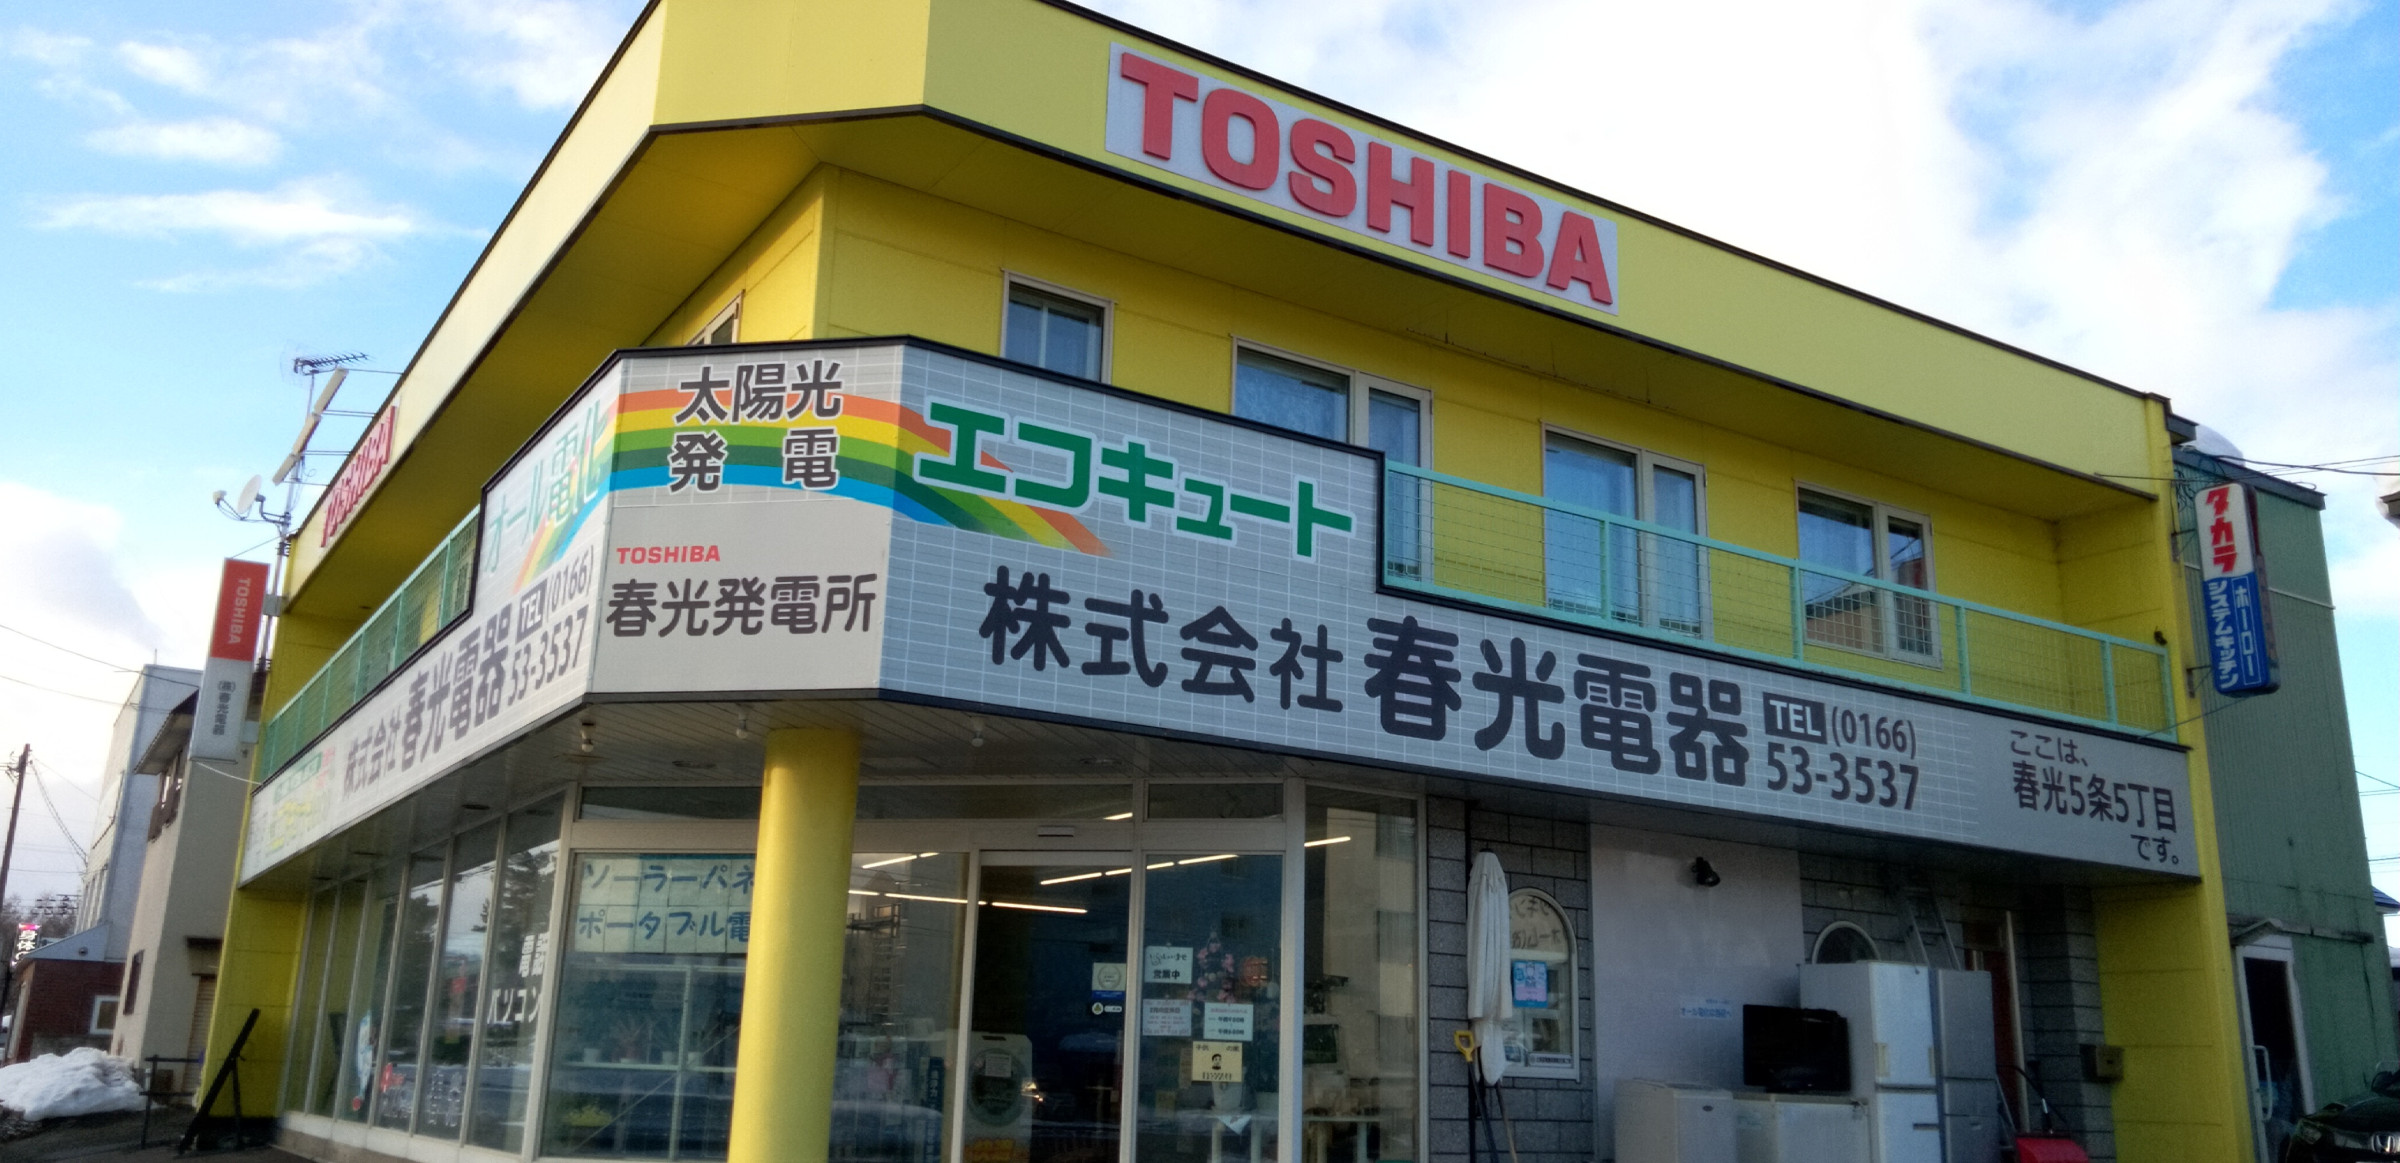 TOSHIBA
TOSHIBA
TOSHIBA
㈱春光電器
オール電化
株式会社春光電器
TEL(0166)
53-3537
太陽光
発電
TOSHIBA
春光発電所
エコキュート
株式会社春光電器
TEL(0166)
53-3537
ここは、
春光5条5丁目
です。
タカラ
ホーロー
システムキッチン
ソーラーパネ
ポータブル電
営業中
パソコン